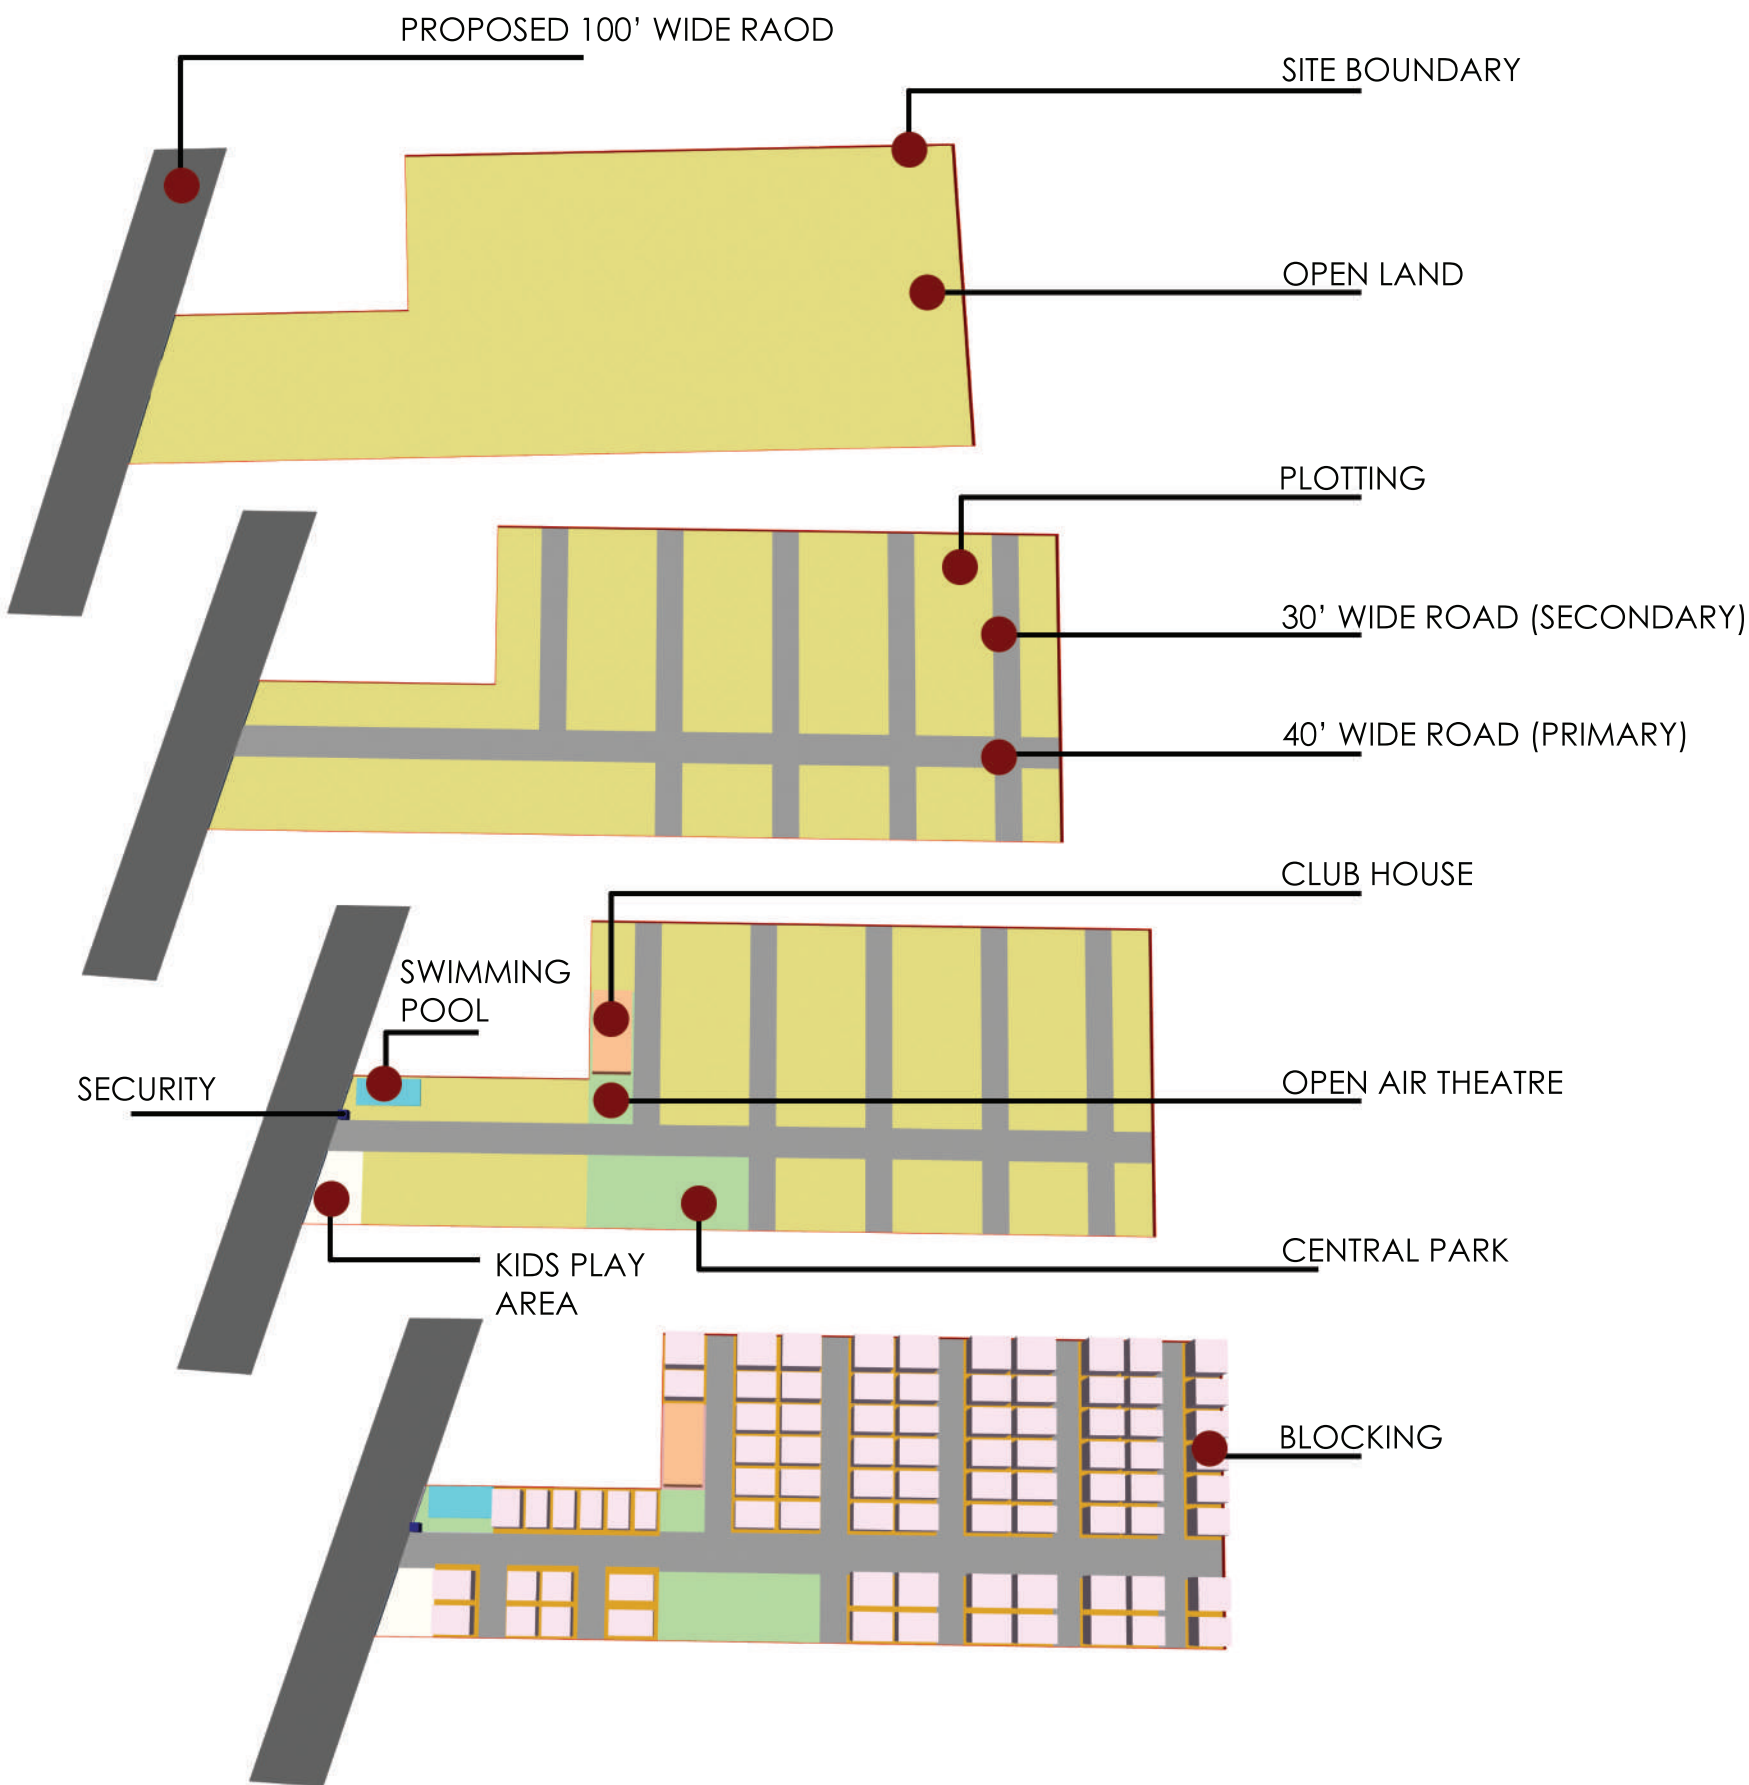 PROPOSED 100’ WIDE RAOD
SITE BOUNDARY
OPEN LAND
PLOTTING
30’ WIDE ROAD (SECONDARY)
40’ WIDE ROAD (PRIMARY)
CLUB HOUSE
SWIMMING
POOL
SECURITY
OPEN AIR THEATRE
CENTRAL PARK
KIDS PLAY
AREA
BLOCKING